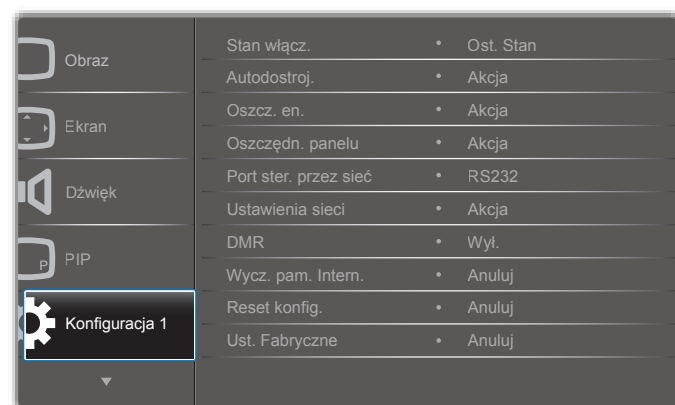 Obraz
Ekran
Dźwięk
P
PIP
Konfiguracja 1
Stan włącz. • Ost. Stan
Autodostroj. • Akcja
Oszcz. en. • Akcja
Oszczędn. panelu • Akcja
Port ster. przez sieć • RS232
Ustawienia sieci • Akcja
DMR • Wył.
Wycz. pam. Intern. • Anuluj
Reset konfig. • Anuluj
Ust. Fabryczne • Anuluj